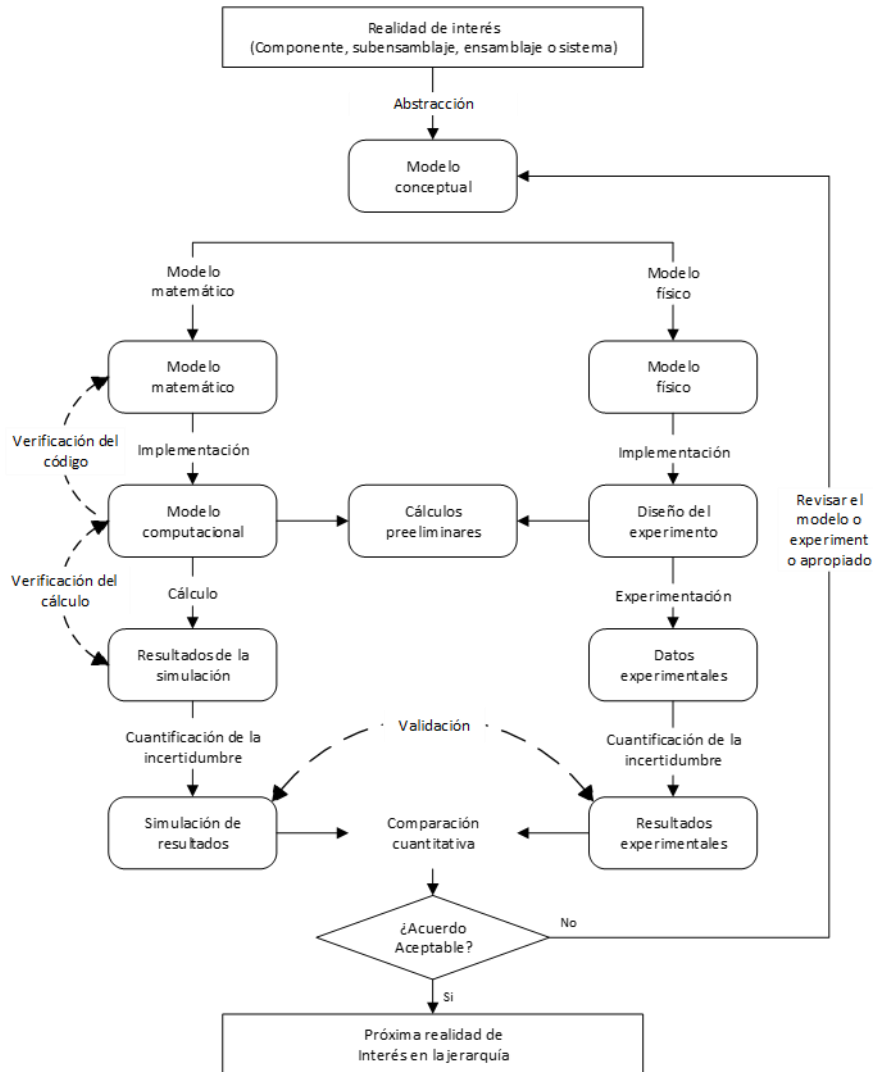 Realidad de interés
(Componente, subensamblaje, ensamblaje o sistema)
Abstracción
Modelo
conceptual
Modelo
matemático
Modelo
físico
Modelo
matemático
Modelo
físico
Verificación del
código
Implementación
Implementación
Modelo
computacional
Cálculos
preeliminares
Diseño del
experimento
Revisar el
modelo o
experiment
o apropiado
Verificación del
cálculo
Cálculo
Experimentación
Resultados de la
simulación
Datos
experimentales
Validación
Cuantificación de la
incertidumbre
Cuantificación de la
incertidumbre
Simulación de
resultados
Comparación
cuantitativa
Resultados
experimentales
¿Acuerdo
Aceptable?
No
Si
Próxima realidad de
Interés en la jerarquía